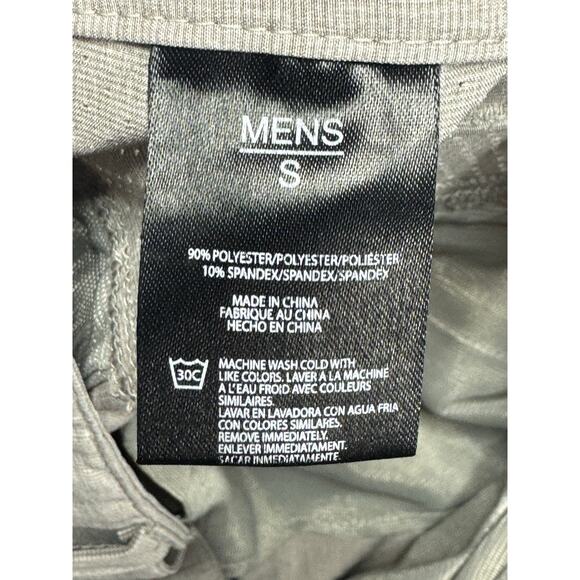 MENS
S
90% POLYESTER/POLYESTER/POLIÉSTER
10% SPANDEX/SPANDEX/SPANDEX
MADE IN CHINA
FABRIQUE AU CHINA
HECHO EN CHINA
30C
MACHINE WASH COLD WITH
LIKE COLORS. LAVER A LA MACHINE
A L'EAU FROID AVEC COULEURS
SIMILAIRES.
LAVAR EN LAVADORA CON AGUA FRIA
CON COLORES SIMILARES.
REMOVE IMMEDIATELY.
ENLEVER IMMEDIATAMENT.
SACAR INMEDIATAMENTE.